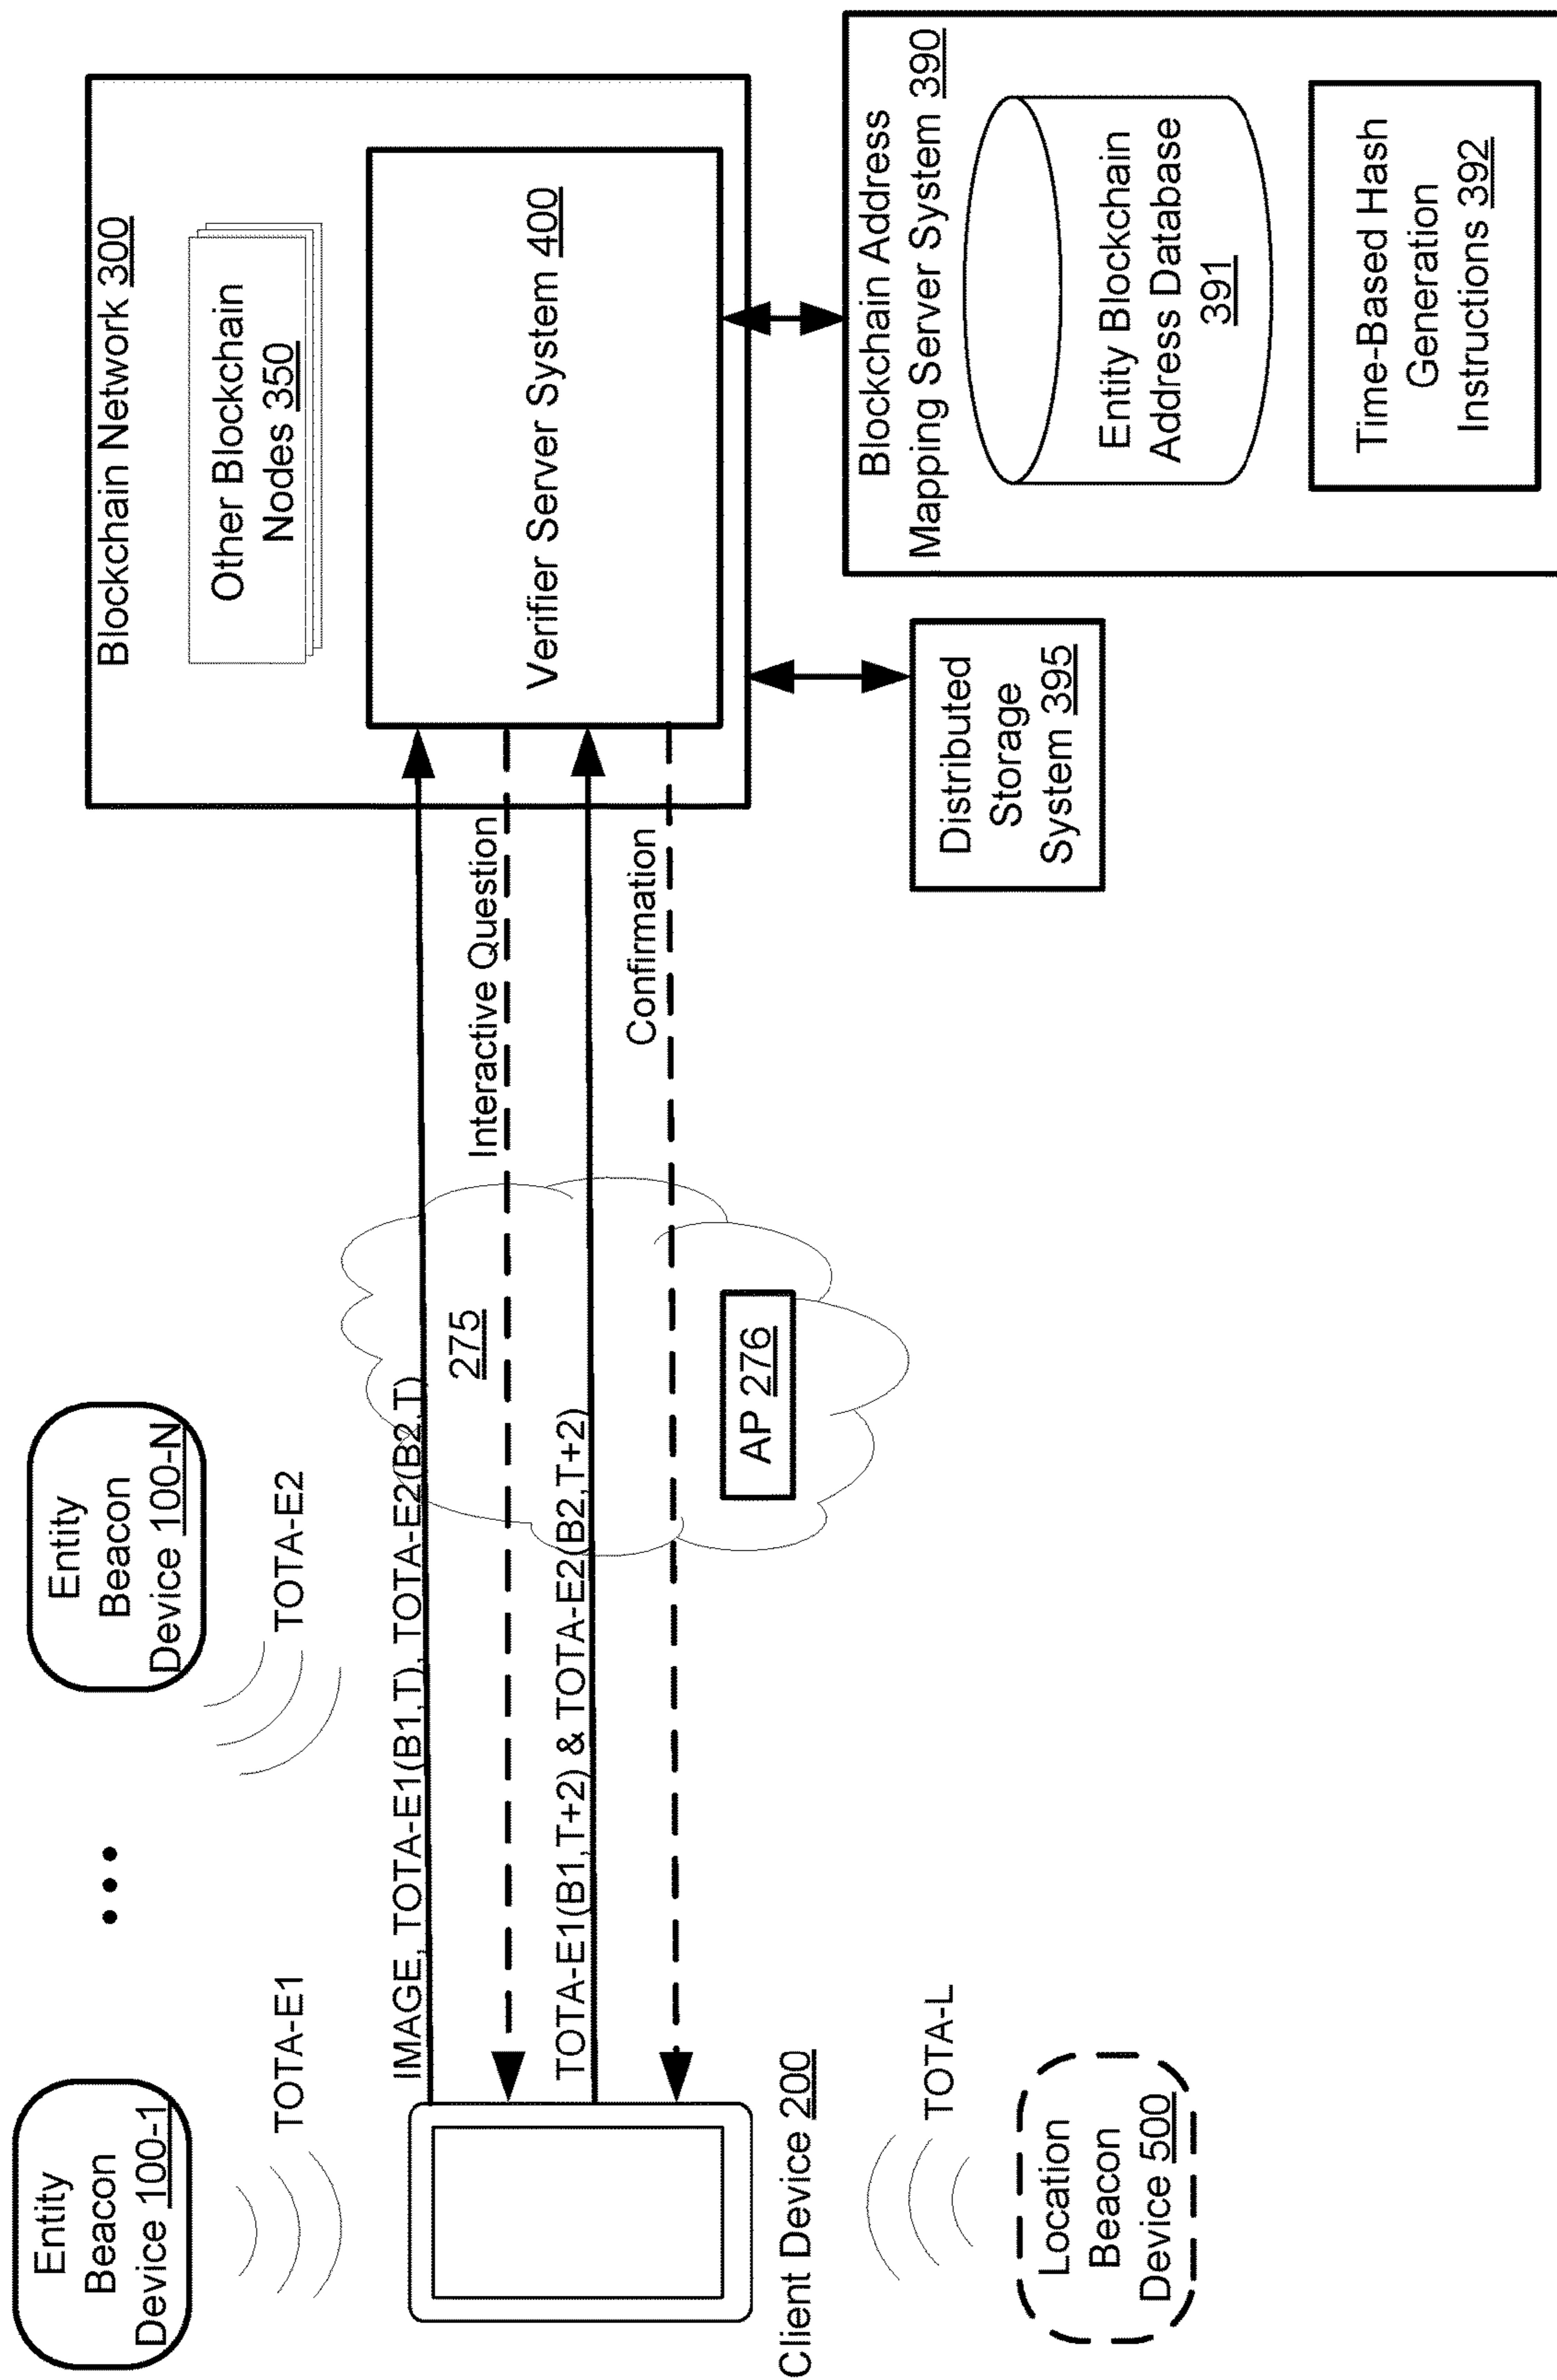 Entity
Beacon
Device 100-1
TOTA-E1
• • •
Entity
Beacon
Device 100-N
TOTA-E2
IMAGE, TOTA-E1(B1,T), TOTA-E2(B2,T)
275
Interactive Question
TOTA-E1(B1,T+2) & TOTA-E2(B2,T+2)
Confirmation
AP 276
Client Device 200
TOTA-L
Location
Beacon
Device 500
Blockchain Network 300
Other Blockchain
Nodes 350
Verifier Server System 400
Distributed
Storage
System 395
Blockchain Address
Mapping Server System 390
Entity Blockchain
Address Database
391
Time-Based Hash
Generation
Instructions 392